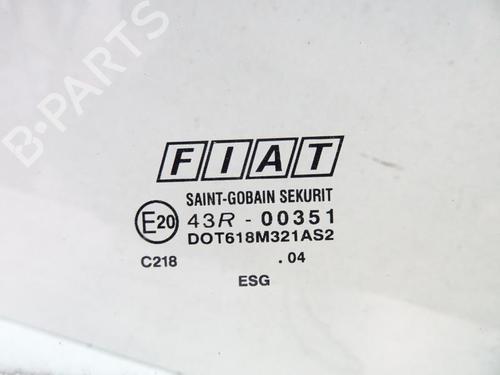 B-PARTS
FIAT
SAINT-GOBAIN SEKURIT
E20 43R - 00351
DOT618M321AS2
C218 .04
ESG